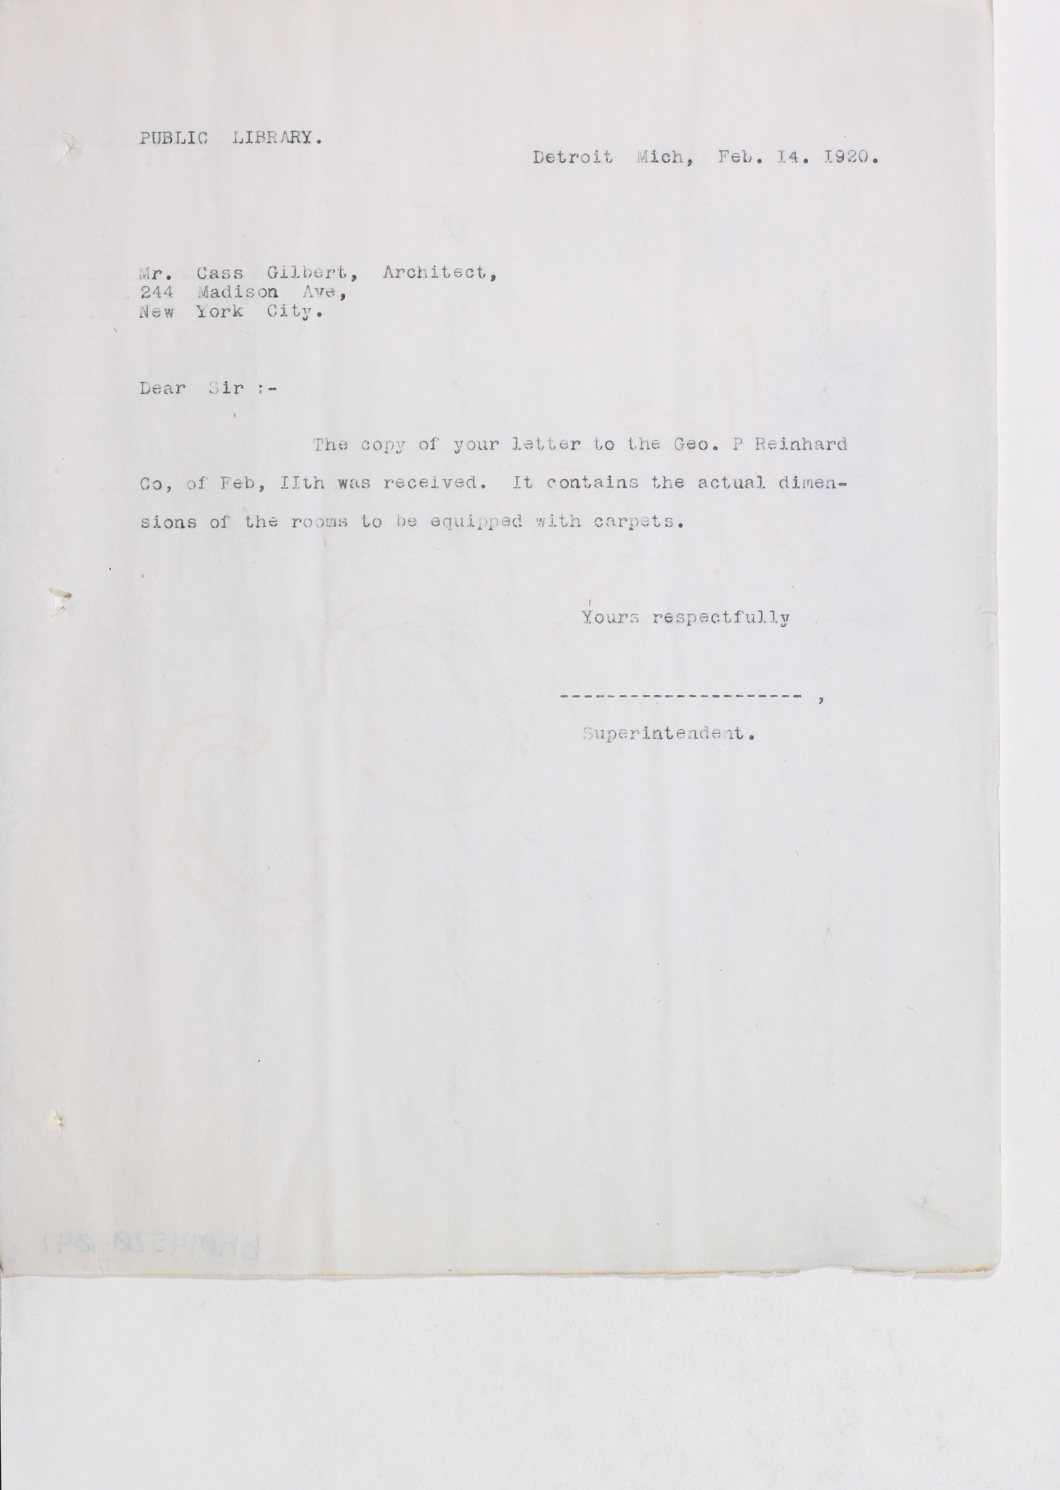 PUBLIC LIBRARY.
Detroit Mich, Feb. I4. I920.
Mr. Cass Gilbert, Architect,
244 Madison Ave,
New York City.
Dear Sir :-
The copy of your letter to the Geo. P Reinhard
Co, of Feb, IIth was received. It contains the actual dimen-
sions of the rooms to be equipped with carpets.
Yours respectfully
--------------------- ,
Superintendent.